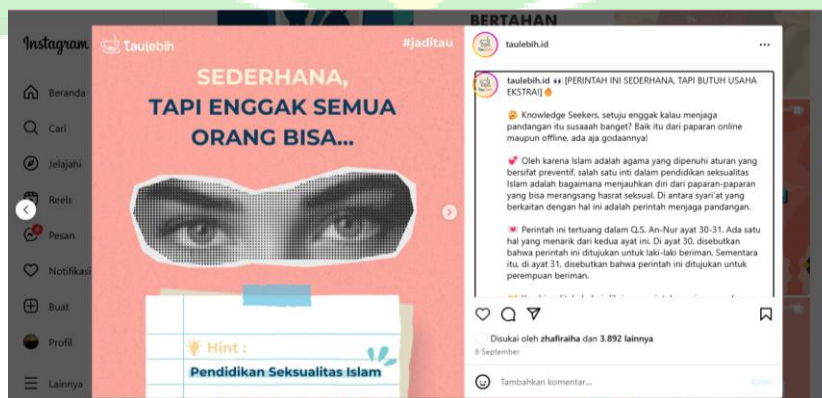 BERTAHAN
Instagram
Beranda
Cari
Jelajahi
Reels
4
Pesan
Notifikasi
Buat
Profil
Lainnya
Taulebih
#jaditau
SEDERHANA,
TAPI ENGGAK SEMUA
ORANG BISA...
Hint :
Pendidikan Seksualitas Islam
taulebih.id
taulebih.id 👀 [PERINTAH INI SEDERHANA, TAPI BUTUH USAHA
EKSTRA!] 🔥
Knowledge Seekers, setuju enggak kalau menjaga
pandangan itu susaaah banget? Baik itu dari paparan online
maupun offline, ada aja godaannya!
💕 Oleh karena Islam adalah agama yang dipenuhi aturan yang
bersifat preventif, salah satu inti dalam pendidikan seksualitas
Islam adalah bagaimana menjauhkan diri dari paparan-paparan
yang bisa merangsang hasrat seksual. Di antara syari'at yang
berkaitan dengan hal ini adalah perintah menjaga pandangan.
💌 Perintah ini tertuang dalam Q.S. An-Nur ayat 30-31. Ada satu
hal yang menarik dari kedua ayat ini. Di ayat 30, disebutkan
bahwa perintah ini ditujukan untuk laki-laki beriman. Sementara
itu, di ayat 31, disebutkan bahwa perintah ini ditujukan untuk
perempuan beriman.
Disukai oleh zhafiraiha dan 3.892 lainnya
6 September
Tambahkan komentar...
Kirim